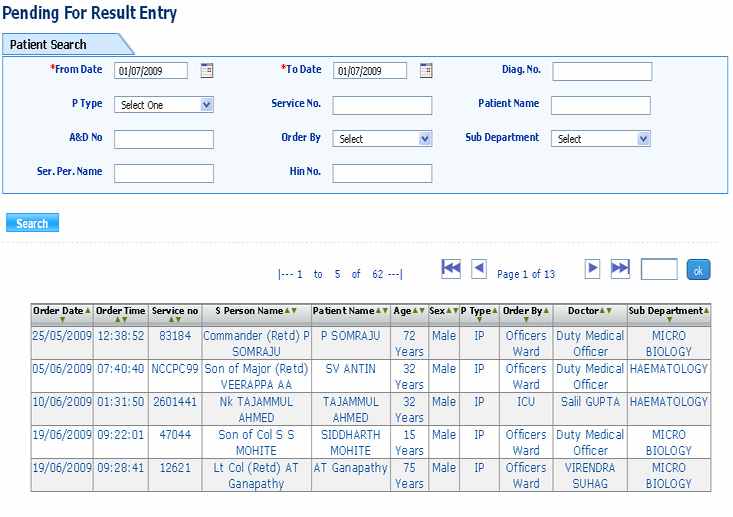 Pending For Result Entry
Patient Search
*From Date 01/07/2009 *To Date 01/07/2009 Diag. No.
P Type Select One Service No. Patient Name
A&D No Order By Select Sub Department Select
Ser. Per. Name Hin No.
Search
|--- 1 to 5 of 62 ---| Page 1 of 13 ok
Order Date Order Time Service no S Person Name Patient Name Age Sex P Type Order By Doctor Sub Department
25/05/2009 12:38:52 83184 Commander (Retd) P P SOMRAJU 72 Male IP Officers Duty Medical MICRO
SOMRAJU Years Ward Officer BIOLOGY
05/06/2009 07:40:40 NCCPC99 Son of Major (Retd) SV ANTIN 32 Male IP Officers Duty Medical HAEMATOLOGY
VEERAPPA AA Years Ward Officer
10/06/2009 01:31:50 2601441 Nk TAJAMMUL TAJAMMUL 32 Male IP ICU Salil GUPTA HAEMATOLOGY
AHMED AHMED Years
19/06/2009 09:22:01 47044 Son of Col S S SIDDHARTH 15 Male IP Officers Duty Medical MICRO
MOHITE MOHITE Years Ward Officer BIOLOGY
19/06/2009 09:28:41 12621 Lt Col (Retd) AT AT Ganapathy 75 Male IP Officers VIRENDRA MICRO
Ganapathy Years Ward SUHAG BIOLOGY